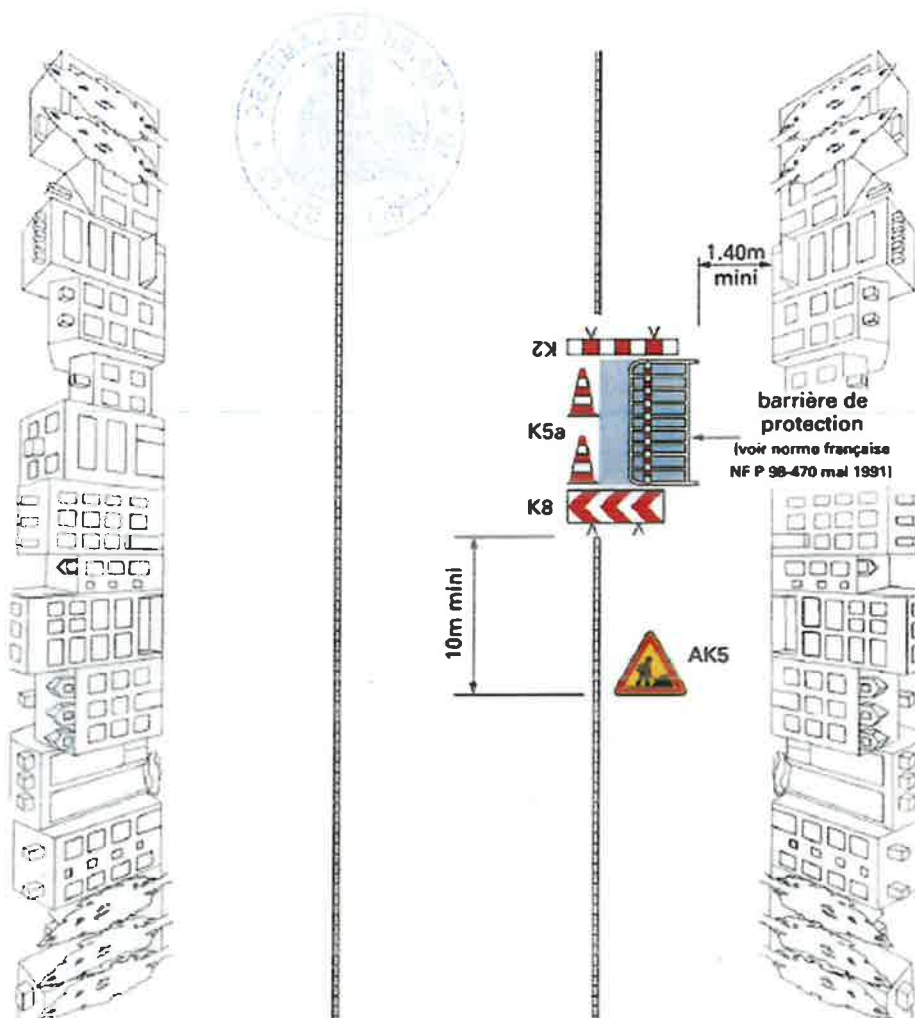 1.40m
mini
K2
barrière de
protection
(voir norme française
NF P 98-470 mai 1991)
K5a
K8
10m mini
AK5